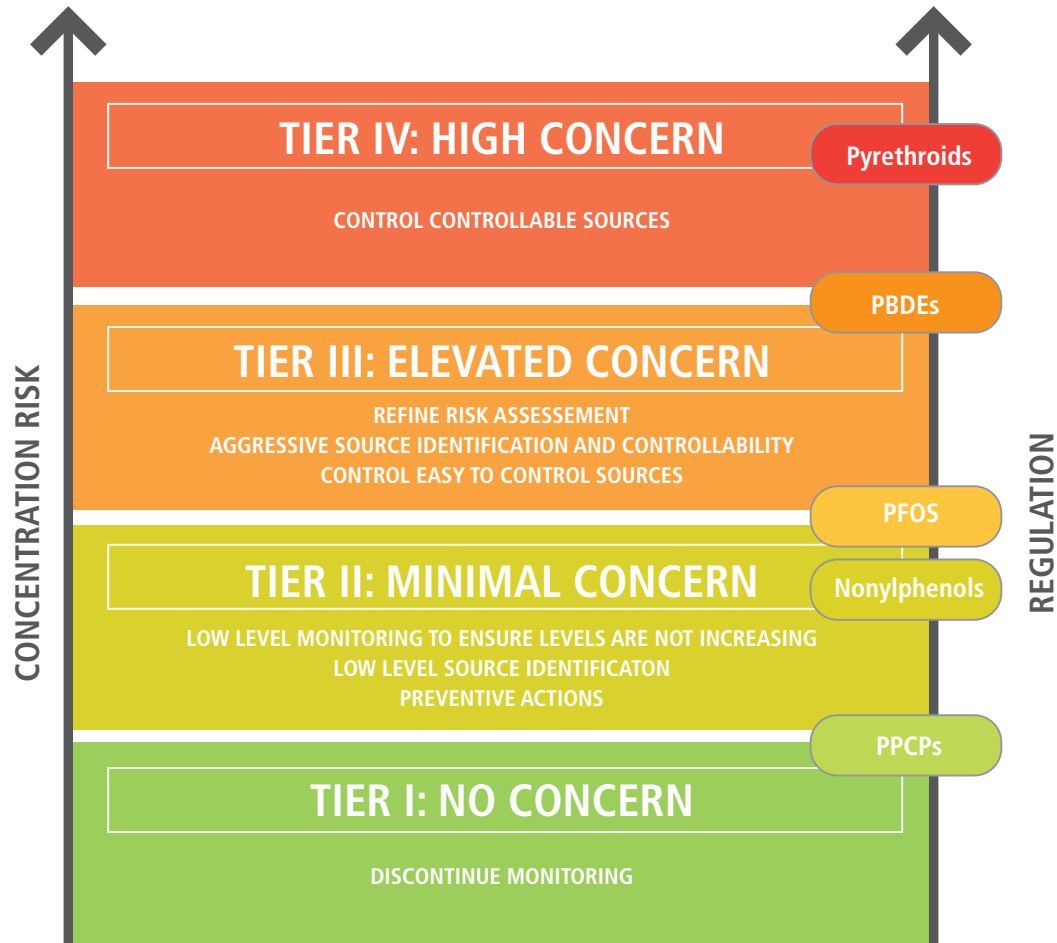 TIER IV: HIGH CONCERN
Pyrethroids
CONTROL CONTROLLABLE SOURCES
PBDEs
TIER III: ELEVATED CONCERN
REFINE RISK ASSESSEMENT
AGGRESSIVE SOURCE IDENTIFICATION AND CONTROLLABILITY
CONTROL EASY TO CONTROL SOURCES
PFOS
TIER II: MINIMAL CONCERN
Nonylphenols
LOW LEVEL MONITORING TO ENSURE LEVELS ARE NOT INCREASING
LOW LEVEL SOURCE IDENTIFICATON
PREVENTIVE ACTIONS
PPCPs
TIER I: NO CONCERN
DISCONTINUE MONITORING
CONCENTRATION RISK
REGULATION